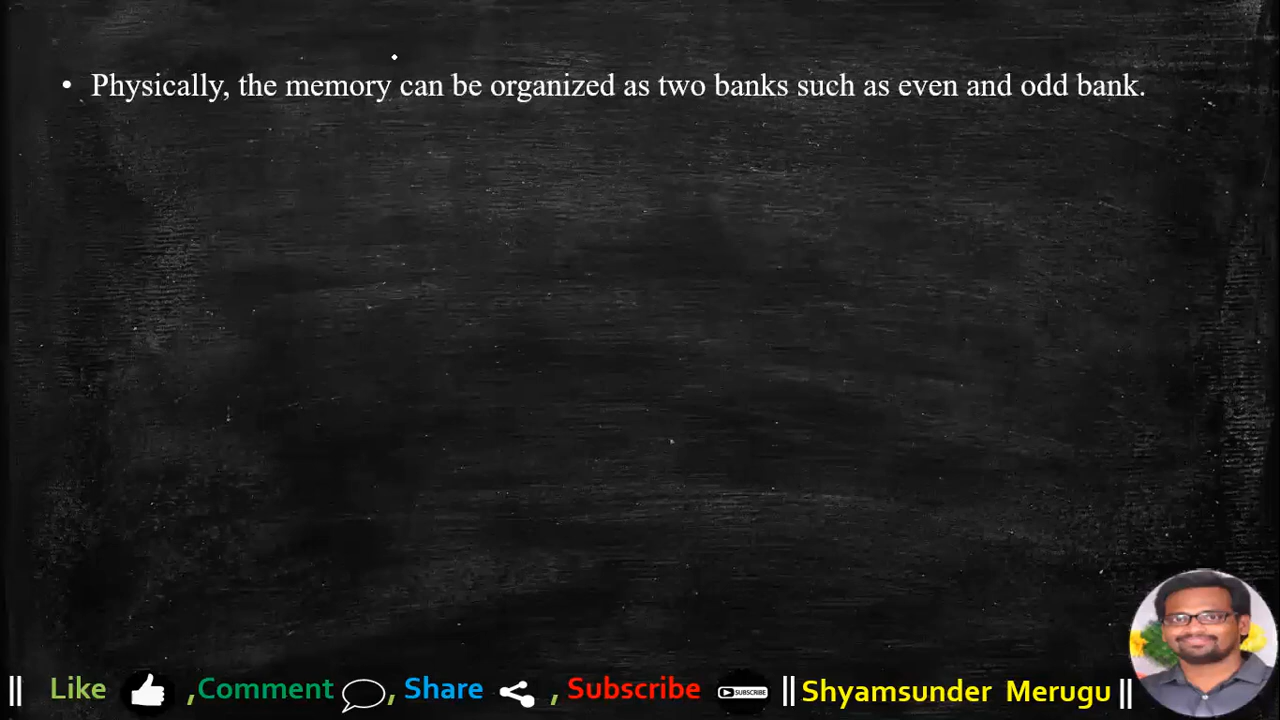 • Physically, the memory can be organized as two banks such as even and odd bank.
|| Like , Comment , Share , Subscribe SUBSCRIBE || Shyamsunder Merugu ||